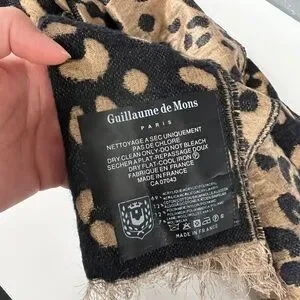 Guillaume de Mons
PARIS
NETTOYAGE A SEC UNIQUEMENT
PAS DE CHLORE
DRY CLEAN ONLY-DO NOT BLEACH
SECHER A PLAT-REPASSAGE DOUX
DRY FLAT-COOL IRON
FABRIQUE EN FRANCE
MADE IN FRANCE
CA 07043
MADE IN FRANCE